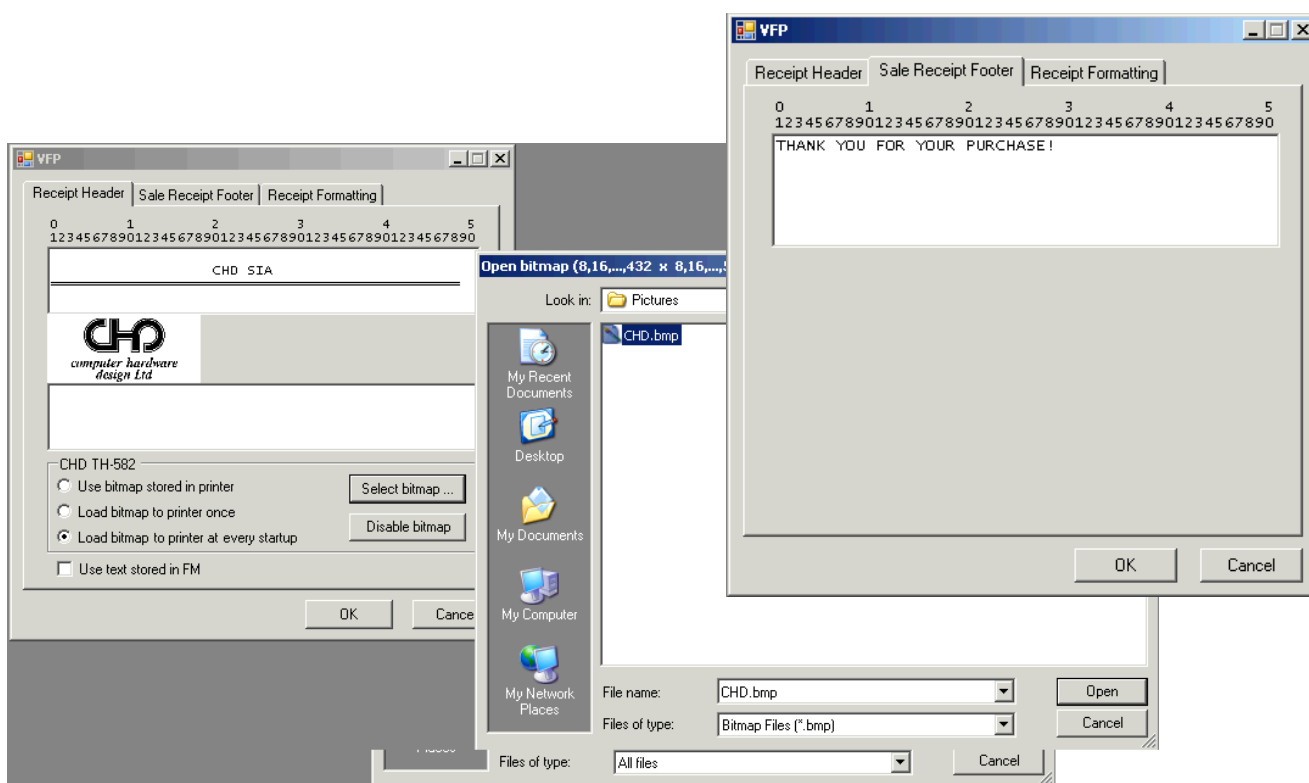 VFP
Receipt Header Sale Receipt Footer Receipt Formatting
0 1 2 3 4 5
12345678901234567890123456789012345678901234567890
CHD SIA
CHD
computer hardware
design Ltd
CHD TH-582
Use bitmap stored in printer
Load bitmap to printer once
Load bitmap to printer at every startup
Select bitmap ...
Disable bitmap
Use text stored in FM
OK Cance
Open bitmap (8,16,...,432 x 8,16,...,
Look in: Pictures
CHD.bmp
My Recent
Documents
Desktop
My Documents
My Computer
My Network
Places
File name: CHD.bmp Open
Files of type: Bitmap Files (*.bmp) Cancel
Files of type: All files Cancel
VFP
Receipt Header Sale Receipt Footer Receipt Formatting
0 1 2 3 4 5
12345678901234567890123456789012345678901234567890
THANK YOU FOR YOUR PURCHASE!
OK Cancel